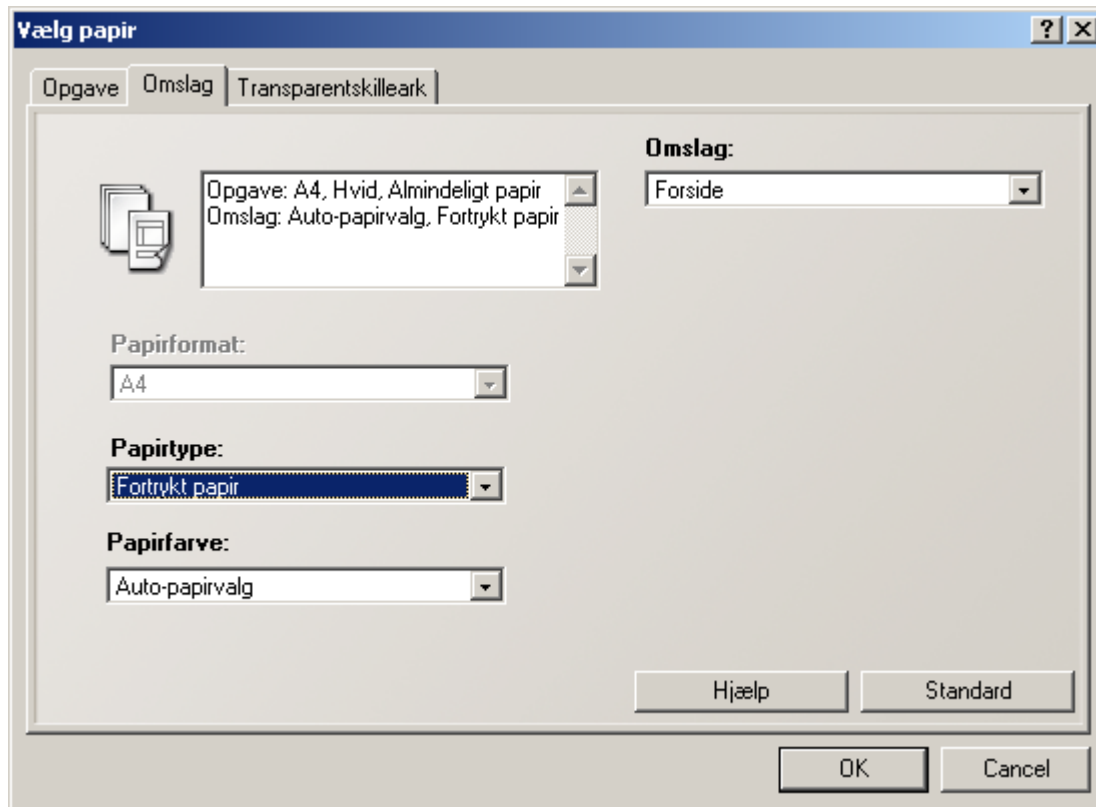 Vælg papir
Opgave
Omslag
Transparentskilleark
Opgave: A4, Hvid, Almindeligt papir
Omslag: Auto-papirvalg, Fortrykt papir
Omslag:
Forside
Papirformat:
A4
Papirtype:
Fortrykt papir
Papirfarve:
Auto-papirvalg
Hjælp
Standard
OK
Cancel